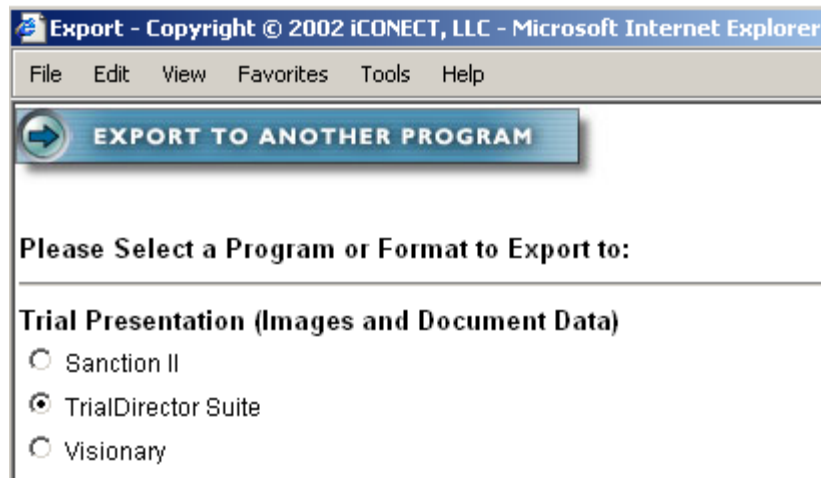 Export - Copyright © 2002 iCONECT, LLC - Microsoft Internet Explorer
File Edit View Favorites Tools Help
EXPORT TO ANOTHER PROGRAM
Please Select a Program or Format to Export to:
Trial Presentation (Images and Document Data)
Sanction II
TrialDirector Suite
Visionary